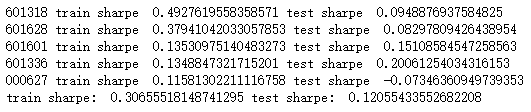 601318 train sharpe  0.4927619558358571 test sharpe  0.0948876937584825
601628 train sharpe  0.37941042033057853 test sharpe  0.08297809426438954
601601 train sharpe  0.13530975140483273 test sharpe  0.15108584547258563
601336 train sharpe  0.1348847321715201 test sharpe  0.20061254034316153
000627 train sharpe  0.11581302211116758 test sharpe  -0.07346360949739353
train sharpe:  0.30655518148741295 test sharpe:  0.12055433552682208